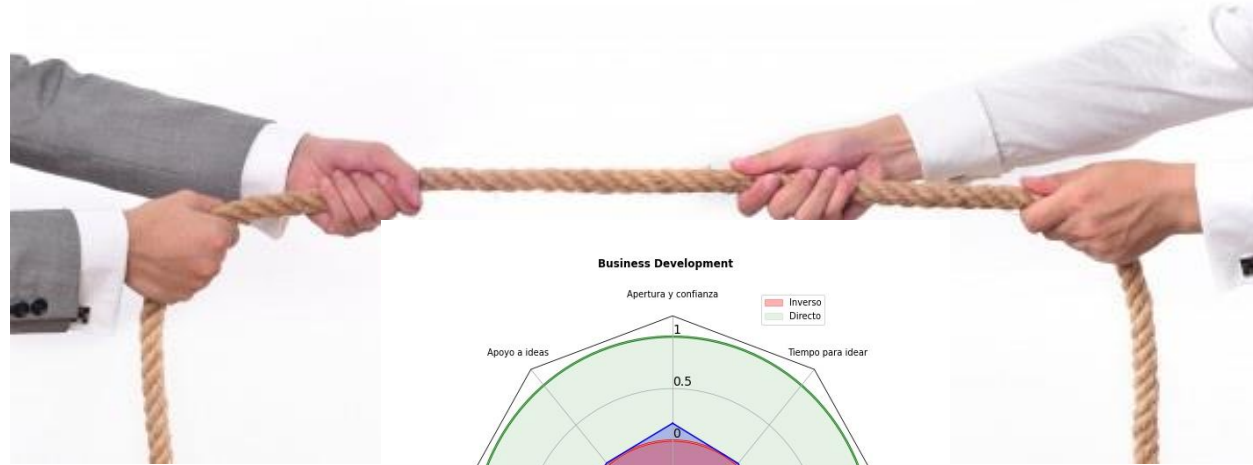 Business Development
Apertura y confianza
Inverso
Directo
1
Apoyo a ideas
Tiempo para idear
0.5
0